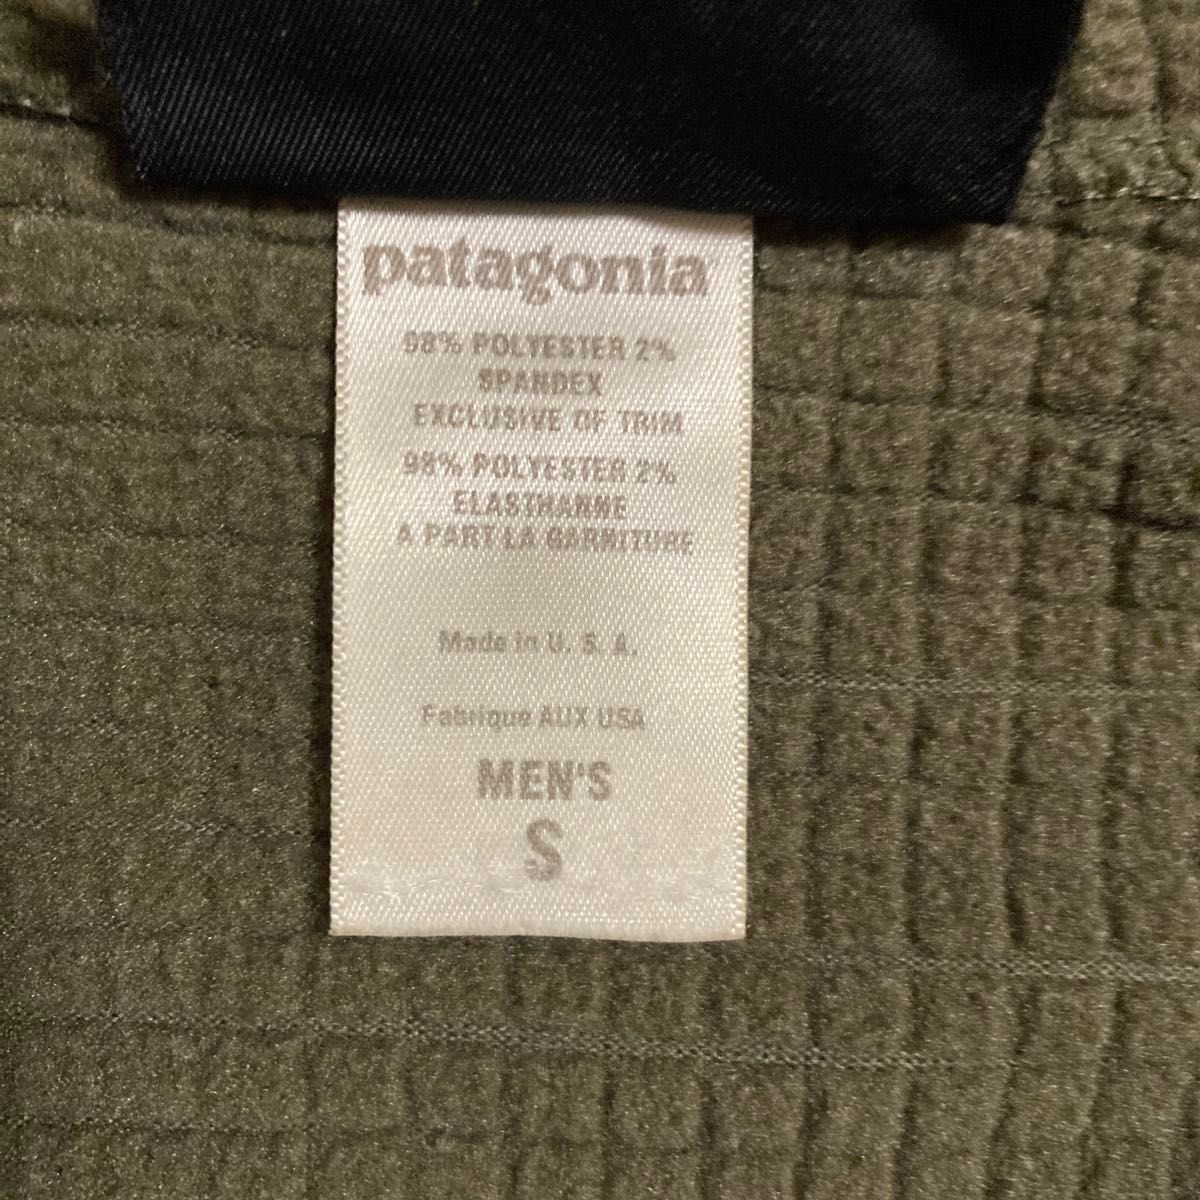 patagonia
98% POLYESTER 2%
SPANDEX
EXCLUSIVE OF TRIM
98% POLYESTER 2%
ELASTHANNE
A PART LA GARNITURE
Made in U. S. A.
Fabrique AUX USA
MEN'S
S